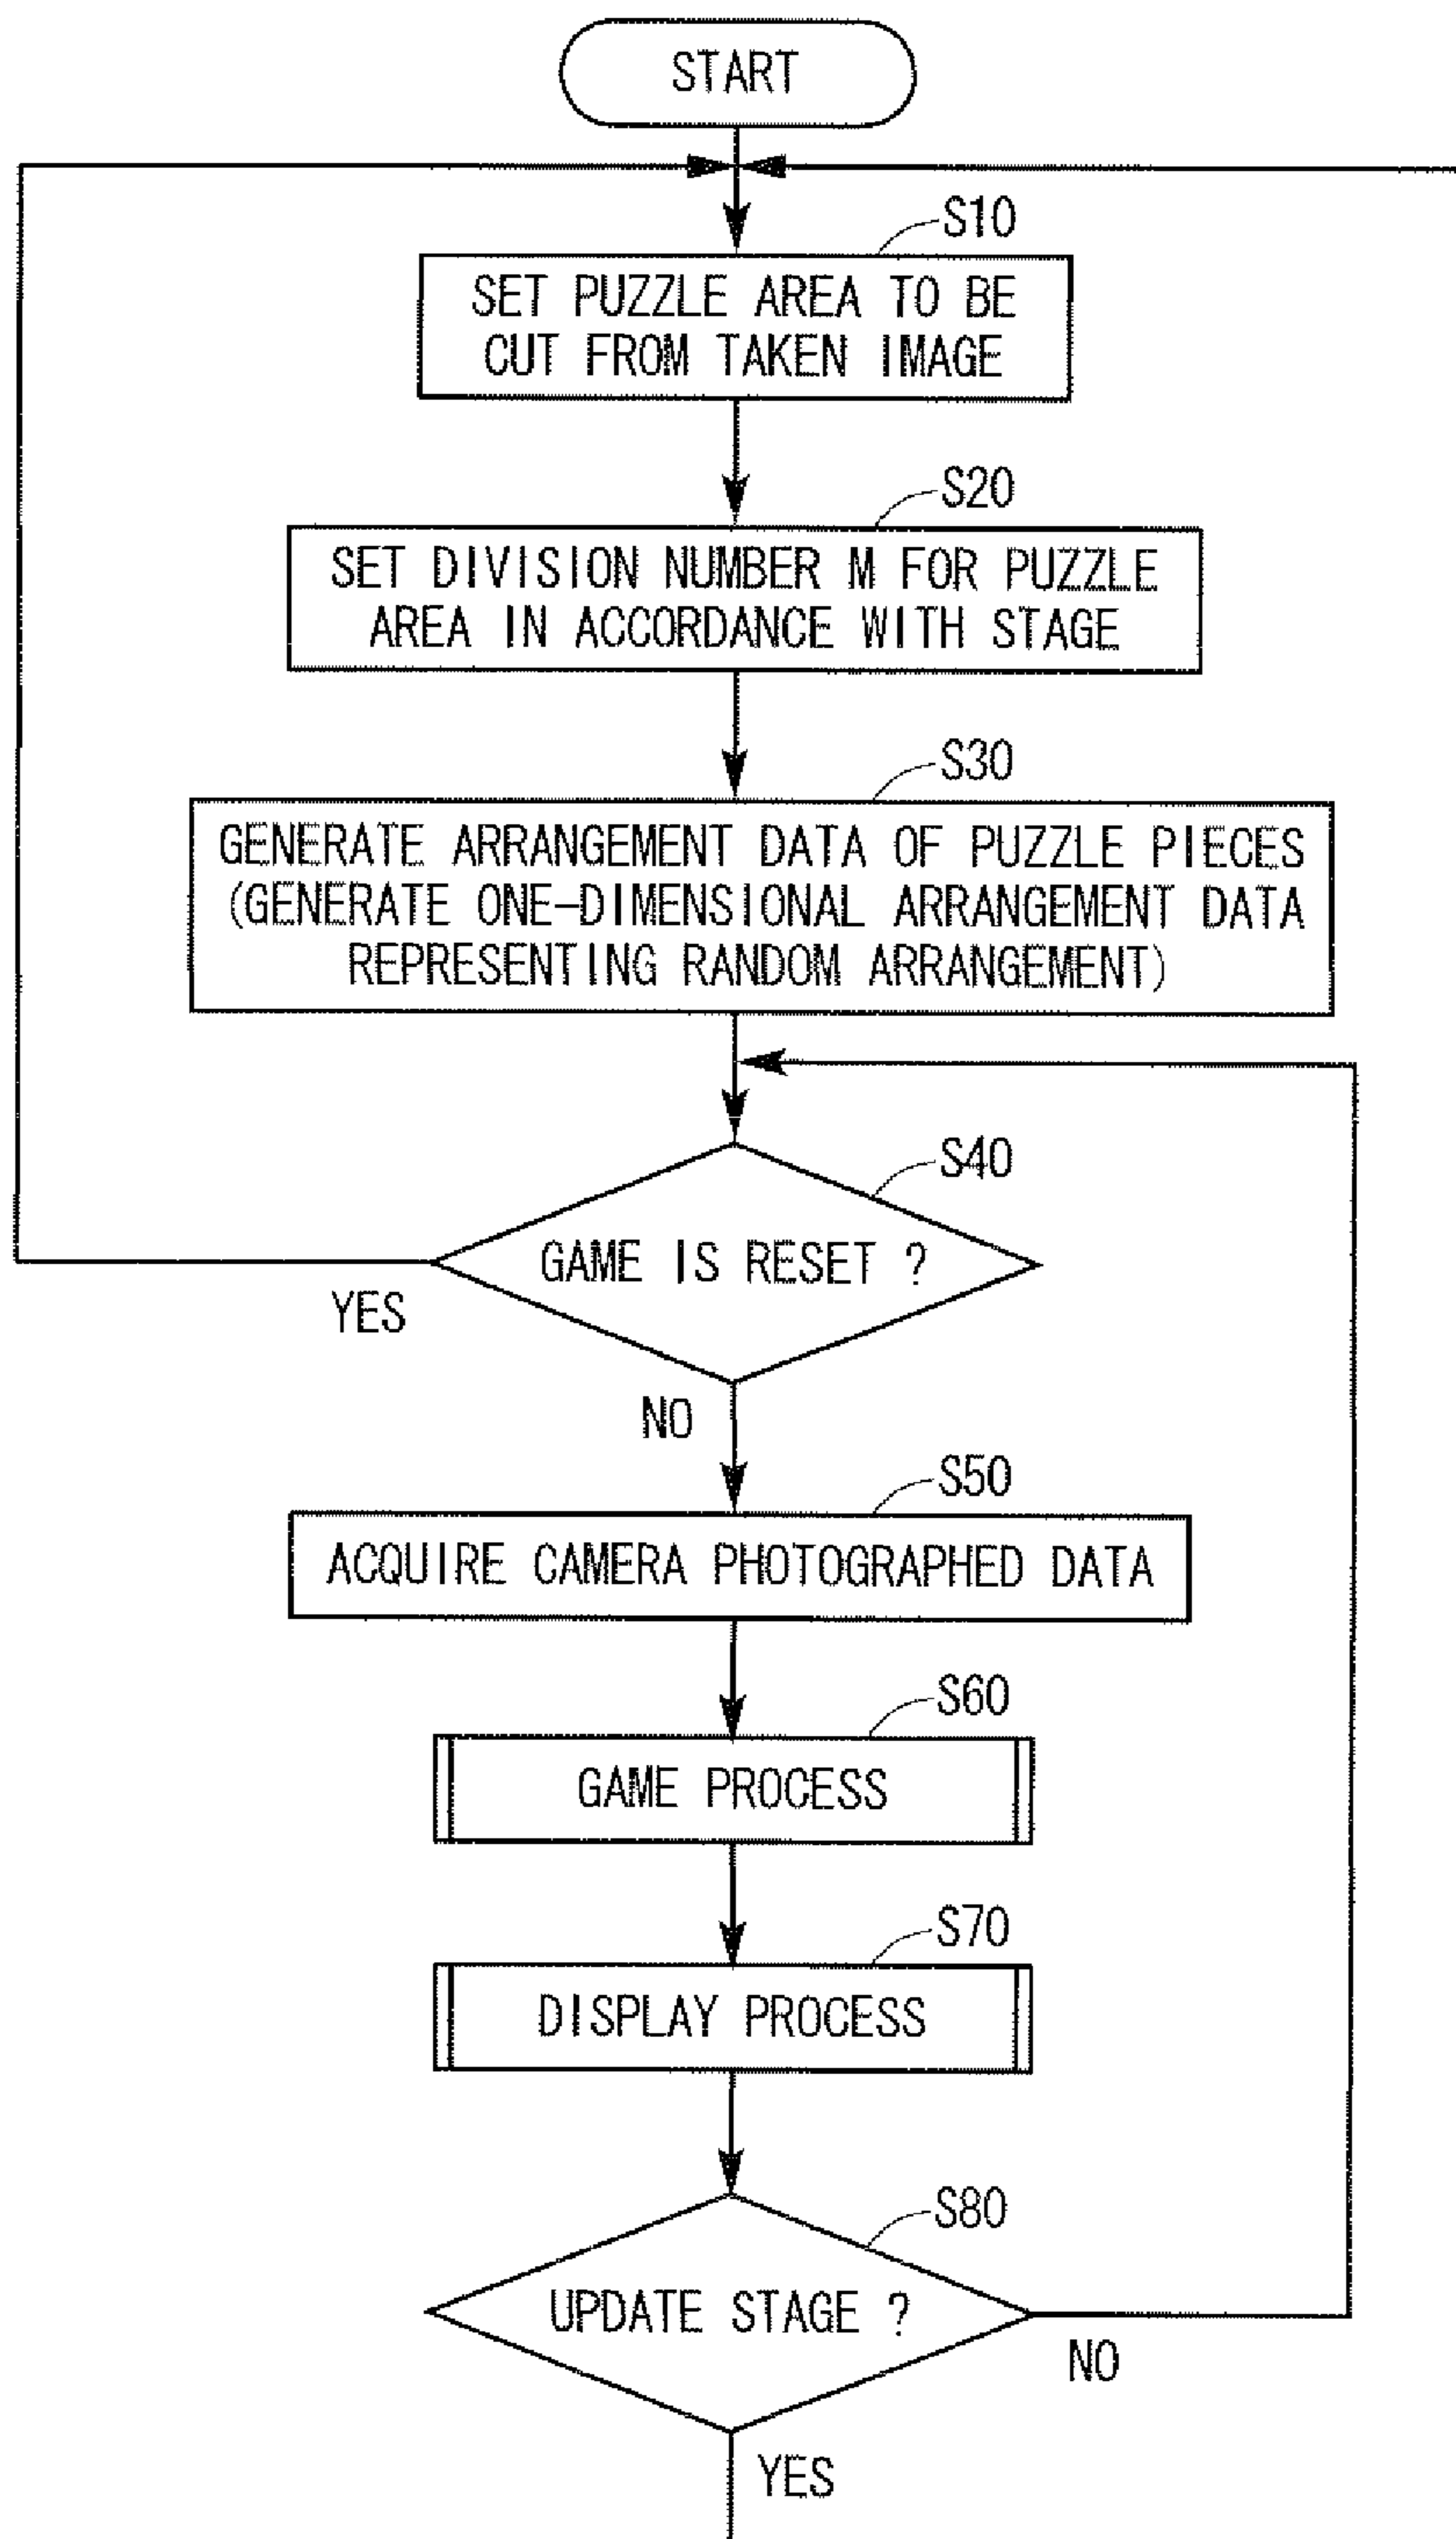 START
S10
SET PUZZLE AREA TO BE
CUT FROM TAKEN IMAGE
S20
SET DIVISION NUMBER M FOR PUZZLE
AREA IN ACCORDANCE WITH STAGE
S30
GENERATE ARRANGEMENT DATA OF PUZZLE PIECES
(GENERATE ONE-DIMENSIONAL ARRANGEMENT DATA
REPRESENTING RANDOM ARRANGEMENT)
S40
GAME IS RESET ?
YES
NO
S50
ACQUIRE CAMERA PHOTOGRAPHED DATA
S60
GAME PROCESS
S70
DISPLAY PROCESS
S80
UPDATE STAGE ?
NO
YES